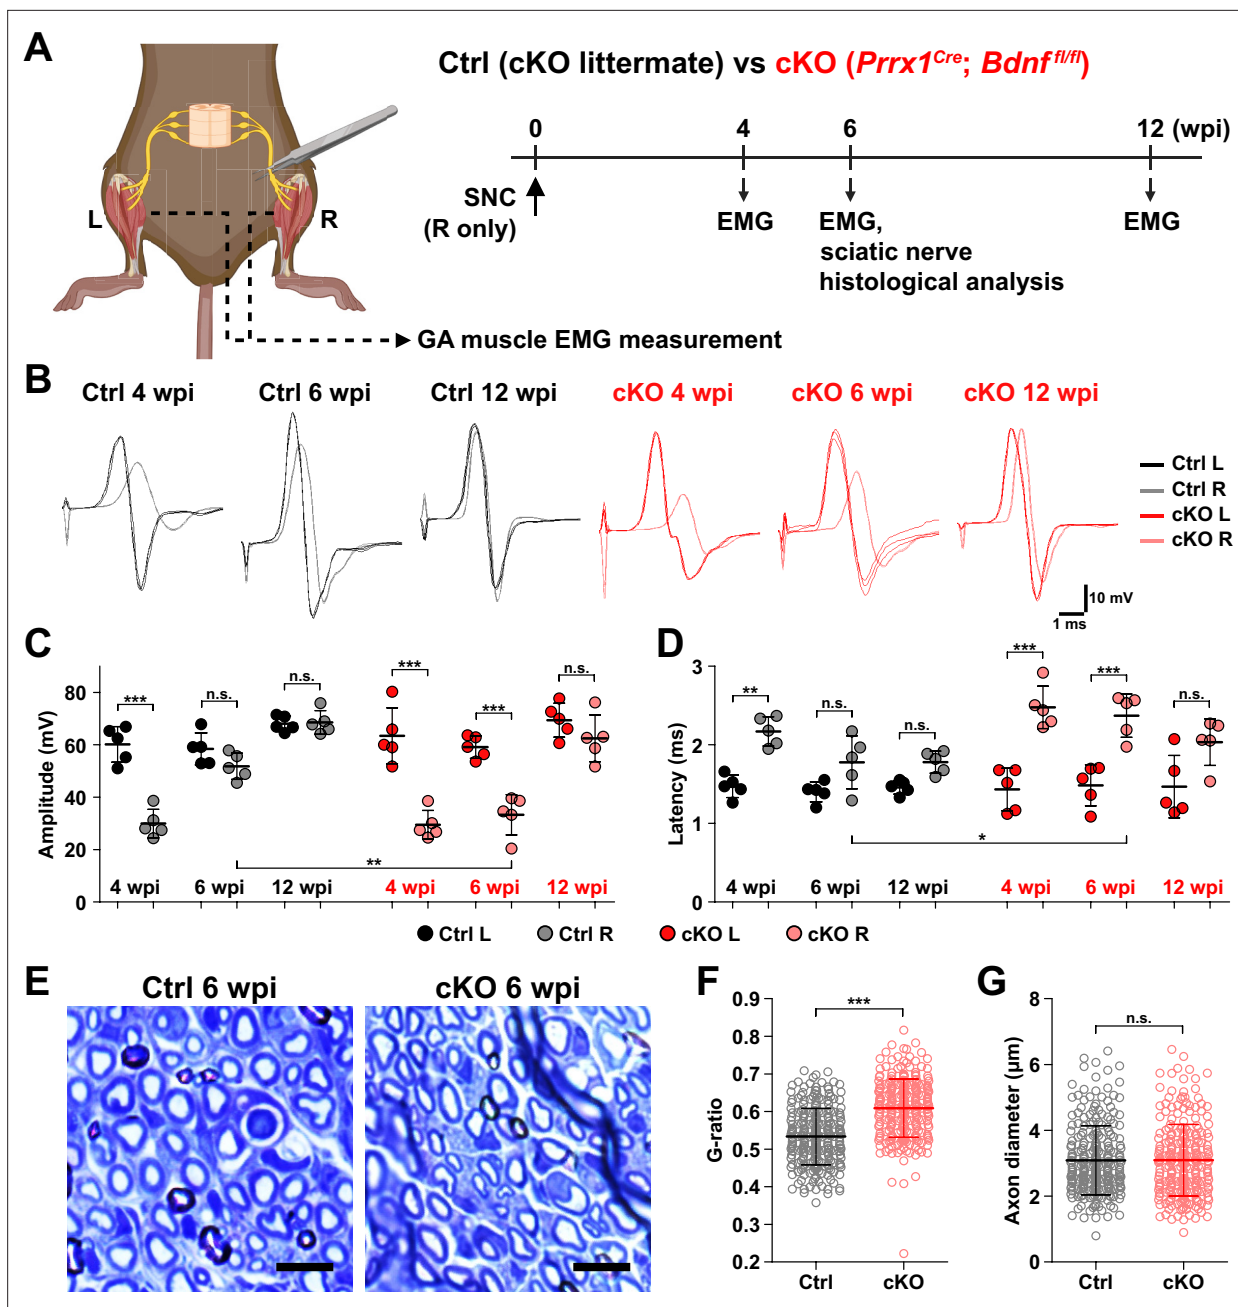 A
Ctrl (cKO littermate) vs cKO (Prrx1Cre; Bdnf fl/fl)
0 4 6 12 (wpi)
SNC
(R only)
EMG
EMG,
sciatic nerve
histological analysis
EMG
L R
GA muscle EMG measurement
B
Ctrl 4 wpi Ctrl 6 wpi Ctrl 12 wpi cKO 4 wpi cKO 6 wpi cKO 12 wpi
Ctrl L
Ctrl R
cKO L
cKO R
10 mV
1 ms
C
Amplitude (mV)
80
60
40
20
0
*** n.s. n.s. *** *** n.s.
**
4 wpi 6 wpi 12 wpi 4 wpi 6 wpi 12 wpi
D
Latency (ms)
3
2
1
0
** n.s. n.s. *** *** n.s.
*
4 wpi 6 wpi 12 wpi 4 wpi 6 wpi 12 wpi
Ctrl L Ctrl R cKO L cKO R
E
Ctrl 6 wpi cKO 6 wpi
F
G-ratio
0.9
0.8
0.7
0.6
0.5
0.4
0.3
0.2
***
Ctrl cKO
G
Axon diameter (µm)
8
6
4
2
0
n.s.
Ctrl cKO